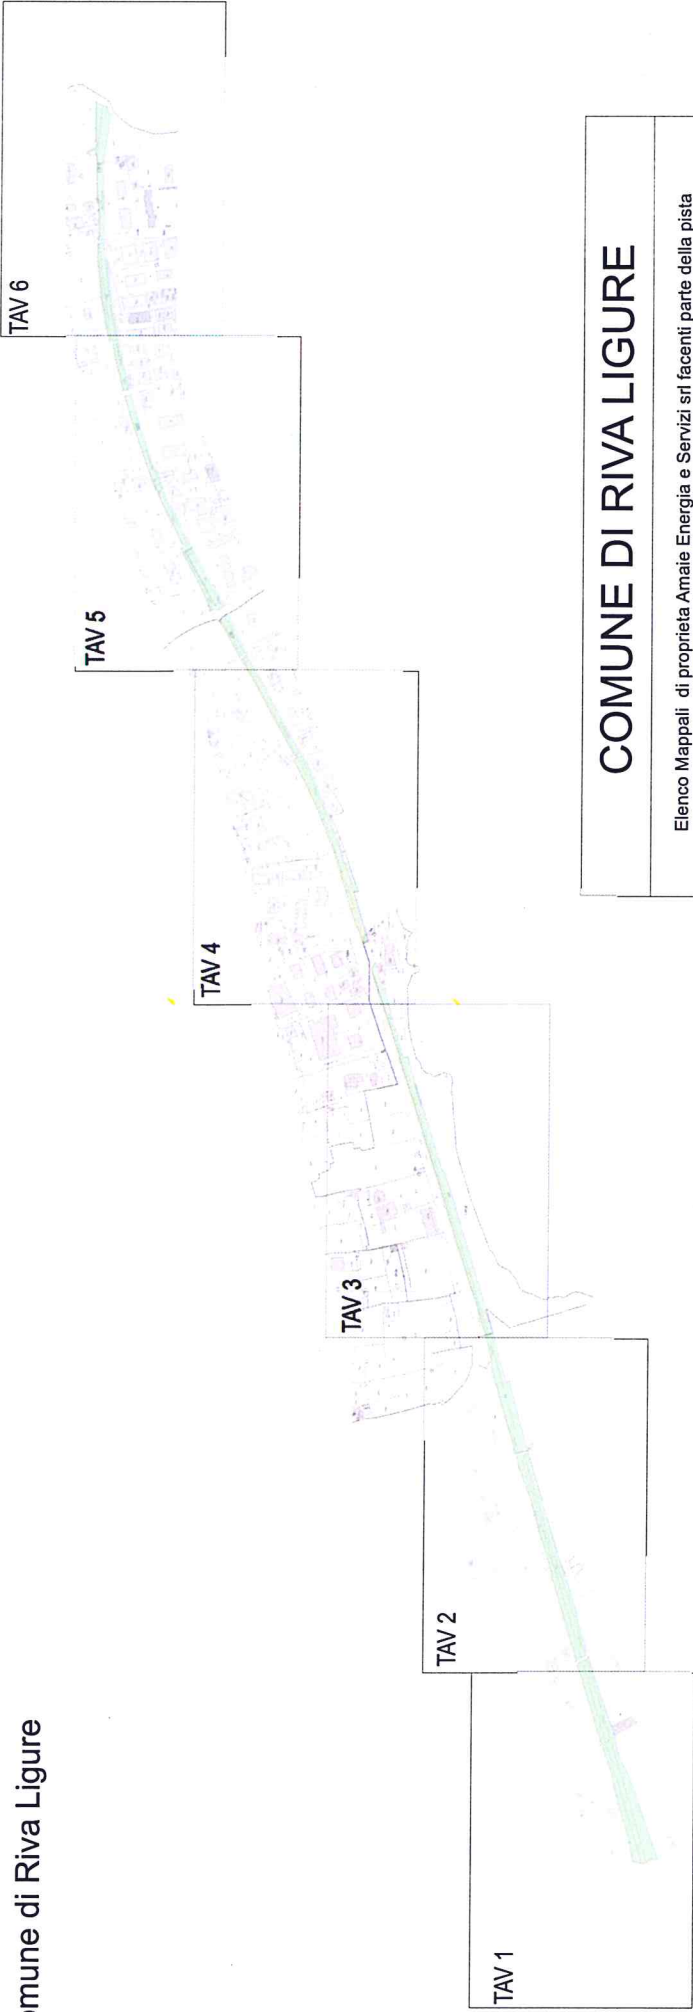 omune di Riva Ligure
TAV 1
TAV 2
TAV 3
TAV 4
TAV 5
TAV 6
COMUNE DI RIVA LIGURE
Elenco Mappali di proprieta Amaie Energia e Servizi srl facenti parte della pista